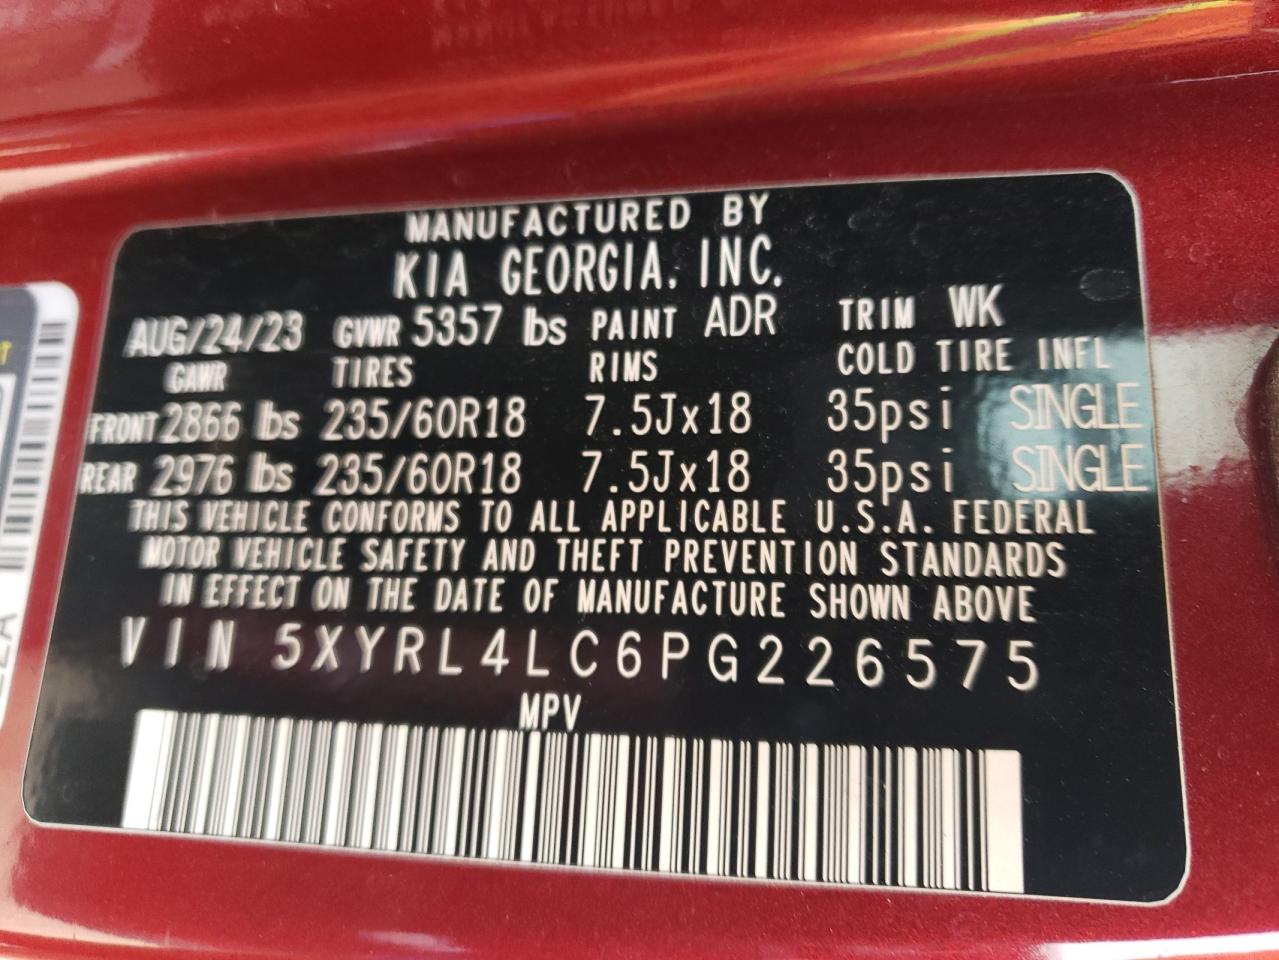 MANUFACTURED BY
KIA GEORGIA, INC.
AUG/24/23 GVWR 5357 lbs PAINT ADR TRIM WK
GAWR TIRES RIMS COLD TIRE INFL
FRONT 2866 lbs 235/60R18 7.5Jx18 35psi SINGLE
REAR 2976 lbs 235/60R18 7.5Jx18 35psi SINGLE
THIS VEHICLE CONFORMS TO ALL APPLICABLE U.S.A. FEDERAL
MOTOR VEHICLE SAFETY AND THEFT PREVENTION STANDARDS
IN EFFECT ON THE DATE OF MANUFACTURE SHOWN ABOVE
VIN 5XYRL4LC6PG226575
MPV